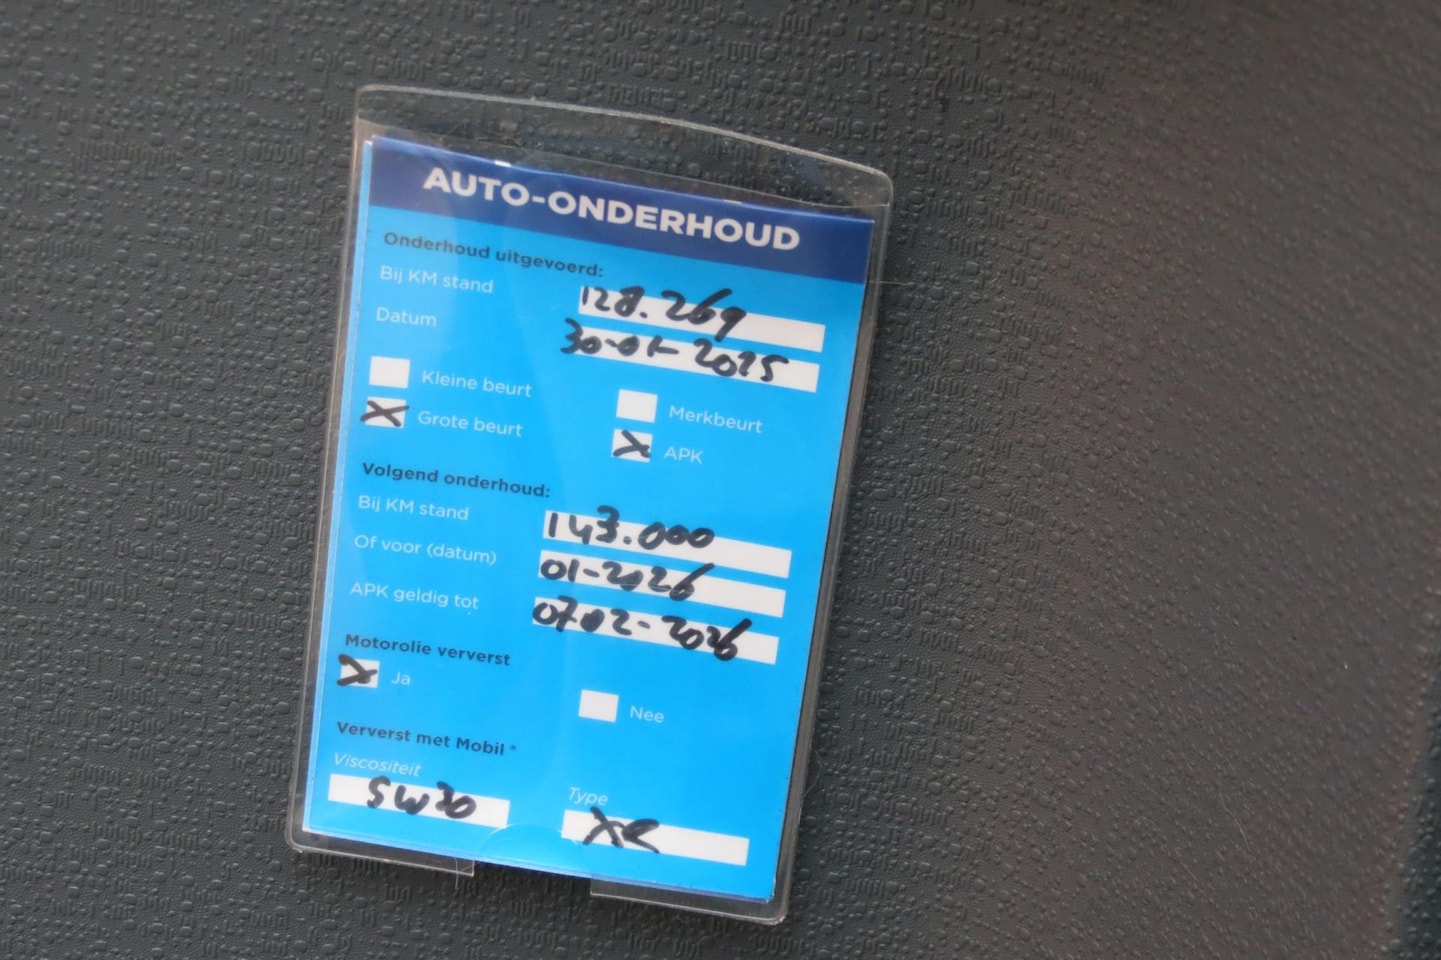 AUTO-ONDERHOUD
Onderhoud uitgevoerd:
Bij KM stand 128.269
Datum 30-01-2025
Kleine beurt Merkbeurt
X Grote beurt X APK
Volgend onderhoud:
Bij KM stand 143.000
Of voor (datum) 01-2026
APK geldig tot 07-02-2026
Motorolie ververst
X Ja Nee
Ververst met Mobil
Viscositeit Type
5W30